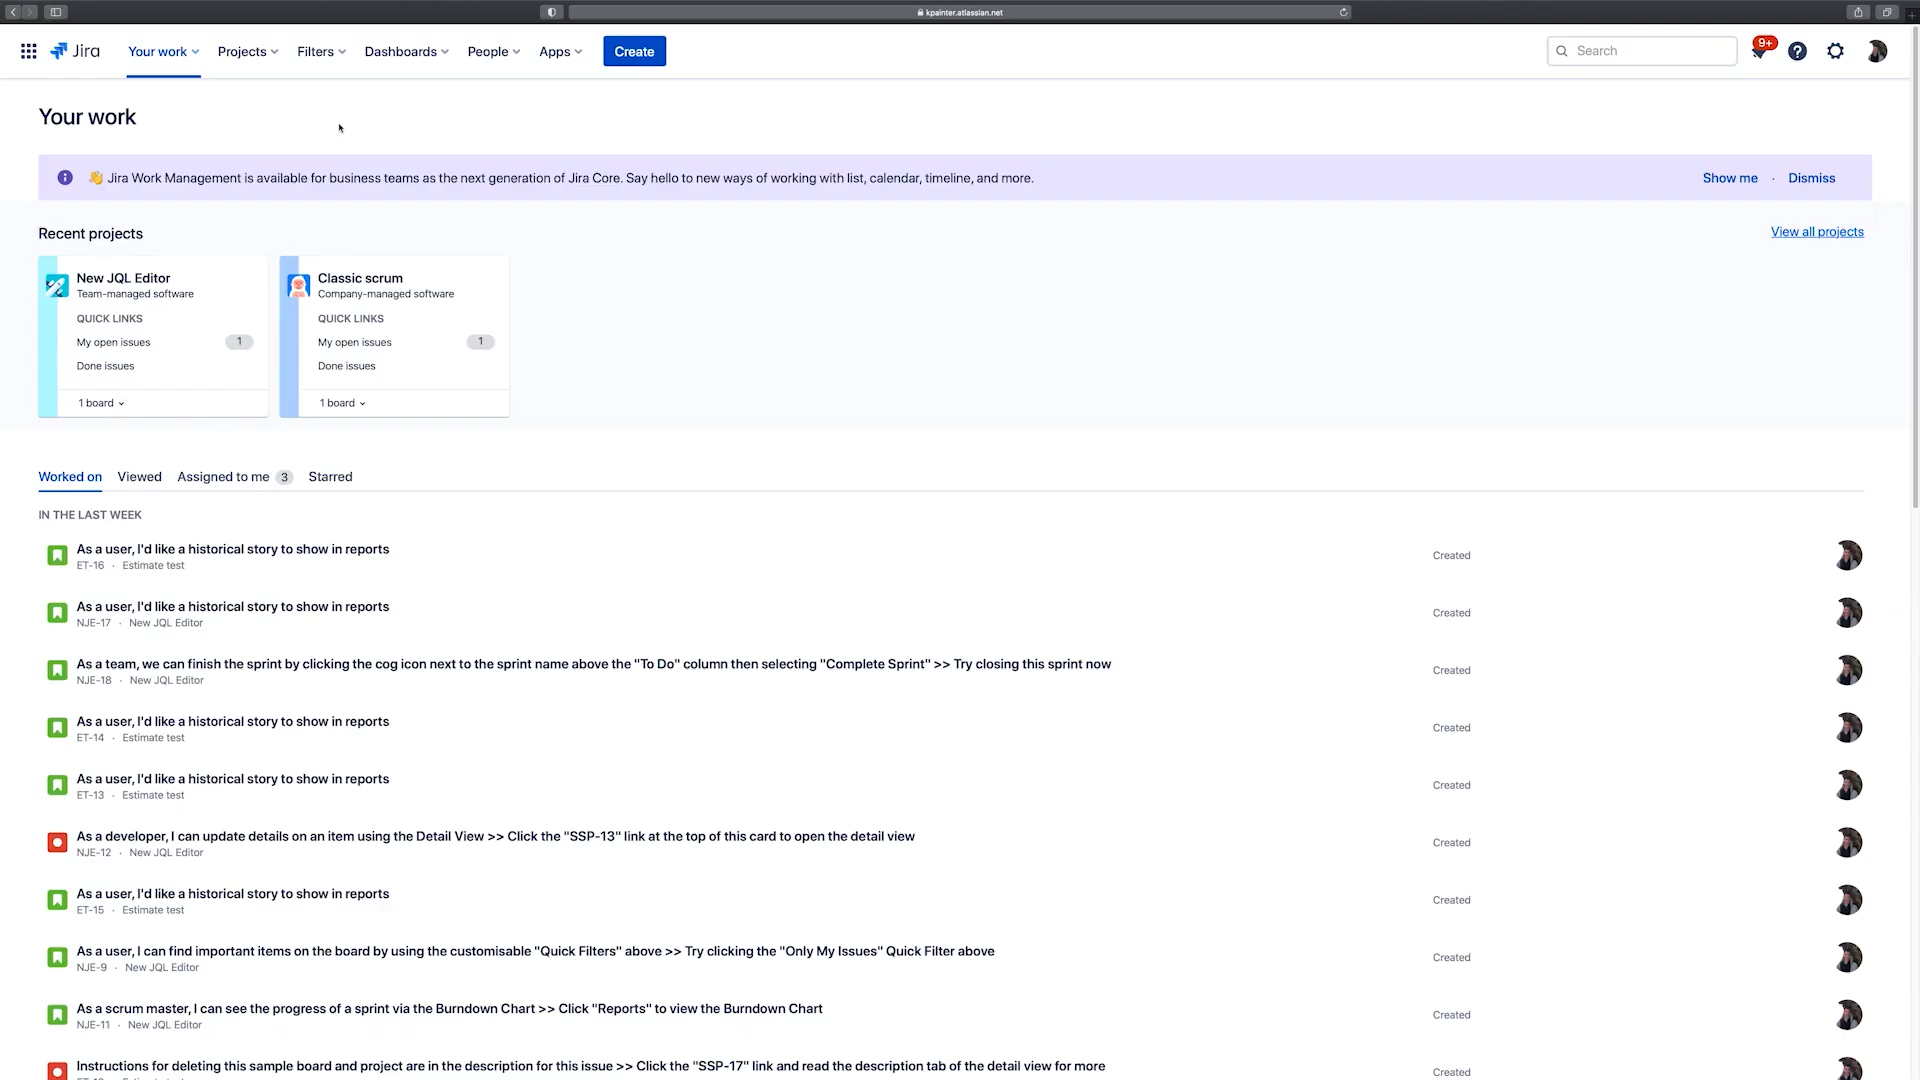 kpainter.atlassian.net
Jira
Your work
Projects
Filters
Dashboards
People
Apps
Create
Search
9+
Your work
👋 Jira Work Management is available for business teams as the next generation of Jira Core. Say hello to new ways of working with list, calendar, timeline, and more.
Show me · Dismiss
Recent projects
View all projects
New JQL Editor
Team-managed software
QUICK LINKS
My open issues 1
Done issues
1 board
Classic scrum
Company-managed software
QUICK LINKS
My open issues 1
Done issues
1 board
Worked on
Viewed
Assigned to me 3
Starred
IN THE LAST WEEK
As a user, I'd like a historical story to show in reports
ET-16 · Estimate test
Created
As a user, I'd like a historical story to show in reports
NJE-17 · New JQL Editor
Created
As a team, we can finish the sprint by clicking the cog icon next to the sprint name above the "To Do" column then selecting "Complete Sprint" >> Try closing this sprint now
NJE-18 · New JQL Editor
Created
As a user, I'd like a historical story to show in reports
ET-14 · Estimate test
Created
As a user, I'd like a historical story to show in reports
ET-13 · Estimate test
Created
As a developer, I can update details on an item using the Detail View >> Click the "SSP-13" link at the top of this card to open the detail view
NJE-12 · New JQL Editor
Created
As a user, I'd like a historical story to show in reports
ET-15 · Estimate test
Created
As a user, I can find important items on the board by using the customisable "Quick Filters" above >> Try clicking the "Only My Issues" Quick Filter above
NJE-9 · New JQL Editor
Created
As a scrum master, I can see the progress of a sprint via the Burndown Chart >> Click "Reports" to view the Burndown Chart
NJE-11 · New JQL Editor
Created
Instructions for deleting this sample board and project are in the description for this issue >> Click the "SSP-17" link and read the description tab of the detail view for more
Created